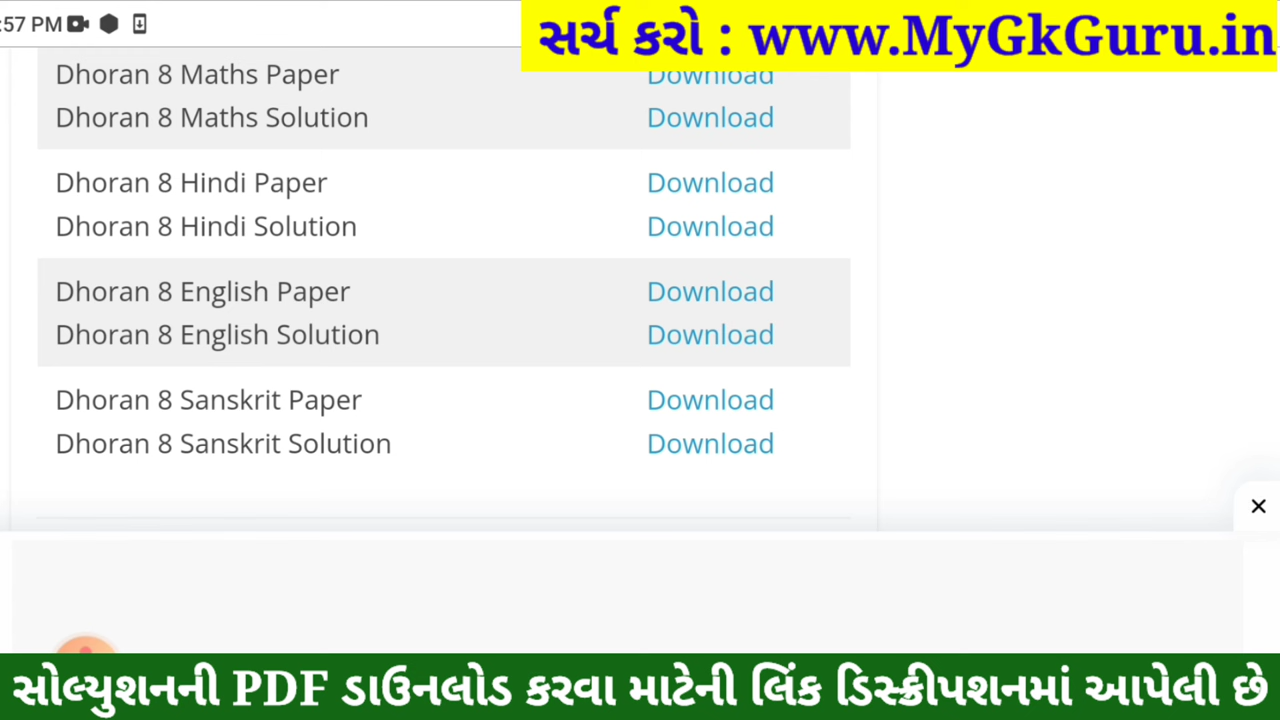 :57 PM
સર્ચ કરો : www.MyGkGuru.in
Dhoran 8 Maths Paper Download
Dhoran 8 Maths Solution Download
Dhoran 8 Hindi Paper Download
Dhoran 8 Hindi Solution Download
Dhoran 8 English Paper Download
Dhoran 8 English Solution Download
Dhoran 8 Sanskrit Paper Download
Dhoran 8 Sanskrit Solution Download
સોલ્યુશનની PDF ડાઉનલોડ કરવા માટેની લિંક ડિસ્ક્રીપશનમાં આપેલી છે